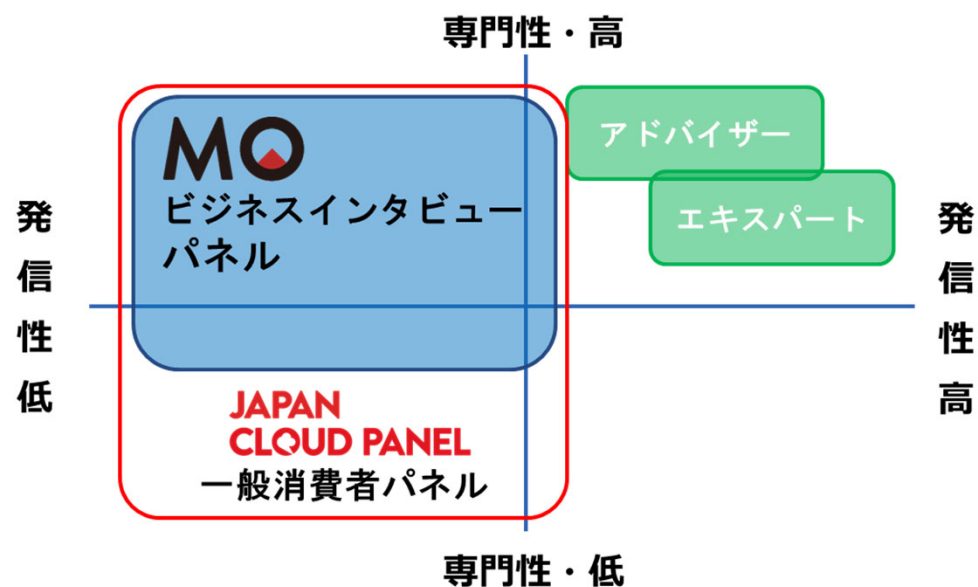 専門性・高
MO
ビジネスインタビュー
パネル
アドバイザー
エキスパート
発信性低
発信性高
JAPAN
CLOUD PANEL
一般消費者パネル
専門性・低